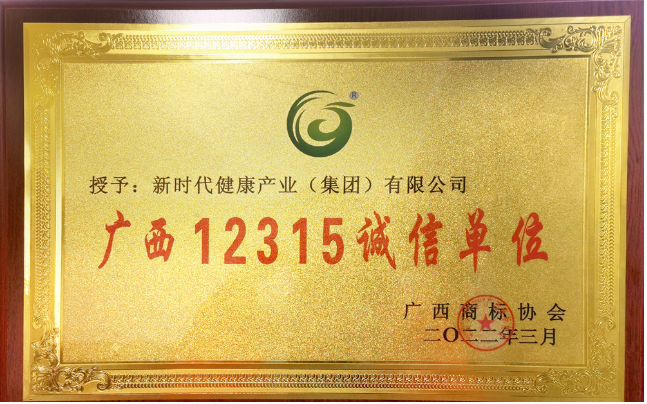 ®
授予：新时代健康产业（集团）有限公司
广西12315诚信单位
广西商标协会
二〇二二年三月